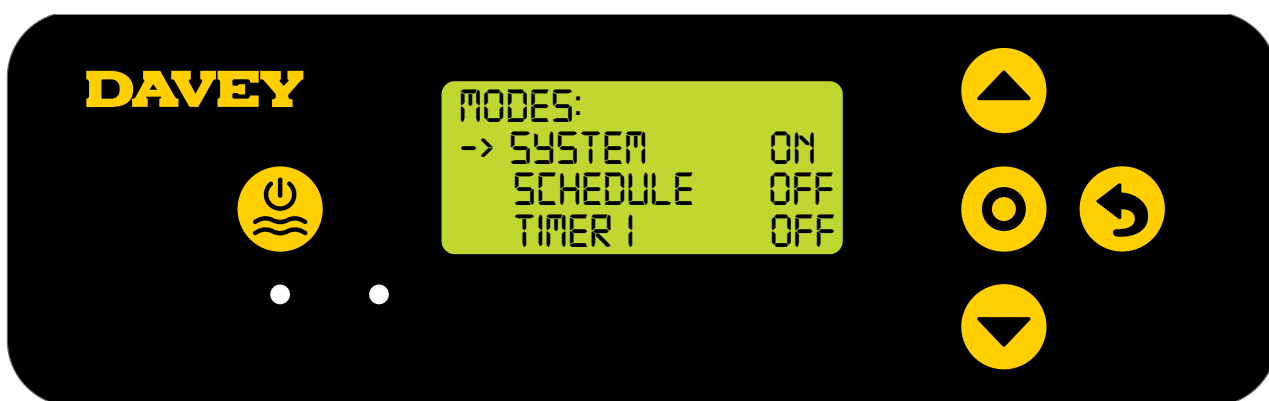 DAVEY
MODES:
-> SYSTEM ON
SCHEDULE OFF
TIMER 1 OFF